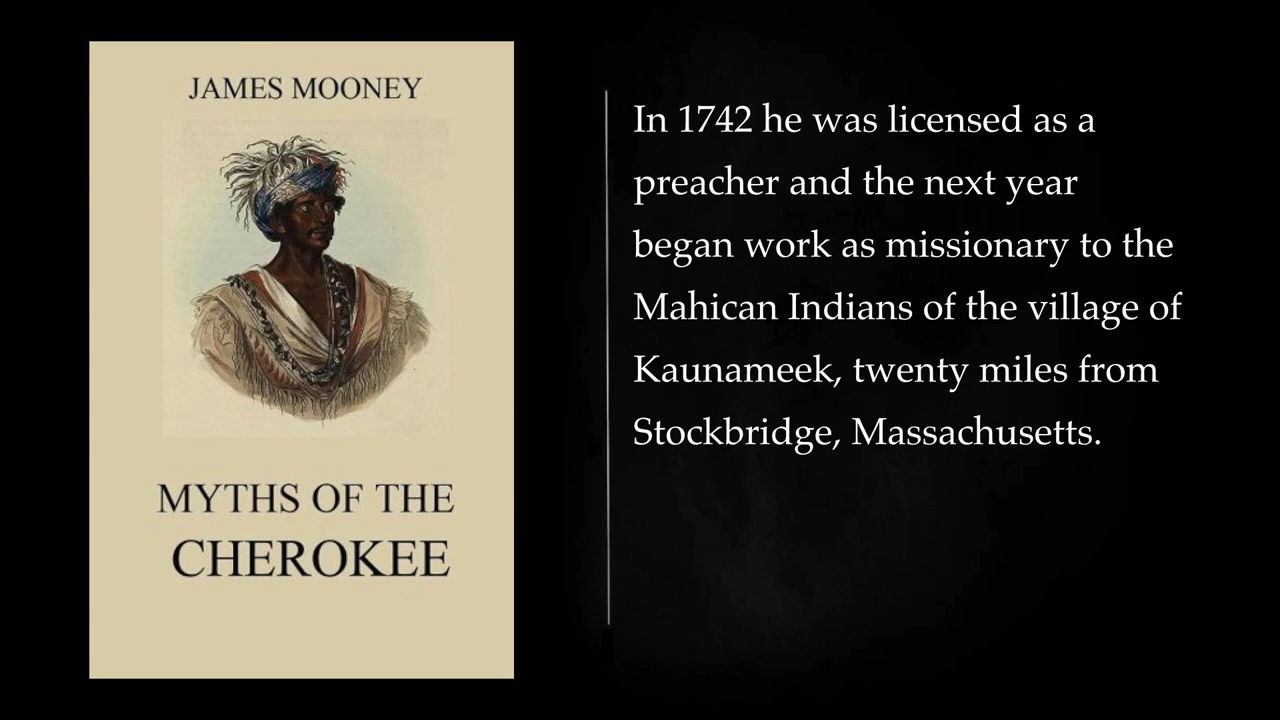 JAMES MOONEY
MYTHS OF THE
CHEROKEE
In 1742 he was licensed as a
preacher and the next year
began work as missionary to the
Mahican Indians of the village of
Kaunameek, twenty miles from
Stockbridge, Massachusetts.